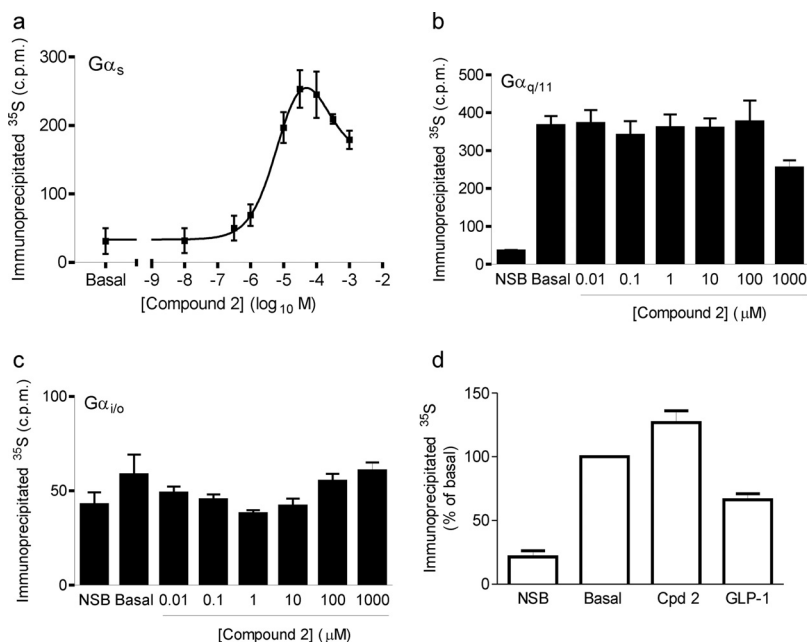 a
Gαs
Immunoprecipitated 35S (c.p.m.)
300
200
100
0
Basal -9 -8 -7 -6 -5 -4 -3 -2
[Compound 2] (log10 M)
b
Gαq/11
Immunoprecipitated 35S (c.p.m.)
500
400
300
400
100
0
NSB Basal 0.01 0.1 1 10 100 1000
[Compound 2] (μM)
c
Gαi/o
Immunoprecipitated 35S (c.p.m.)
100
50
0
NSB Basal 0.01 0.1 1 10 100 1000
[Compound 2] (μM)
d
Immunoprecipitated 35S
(% of basal)
150
100
50
0
NSB Basal Cpd 2 GLP-1